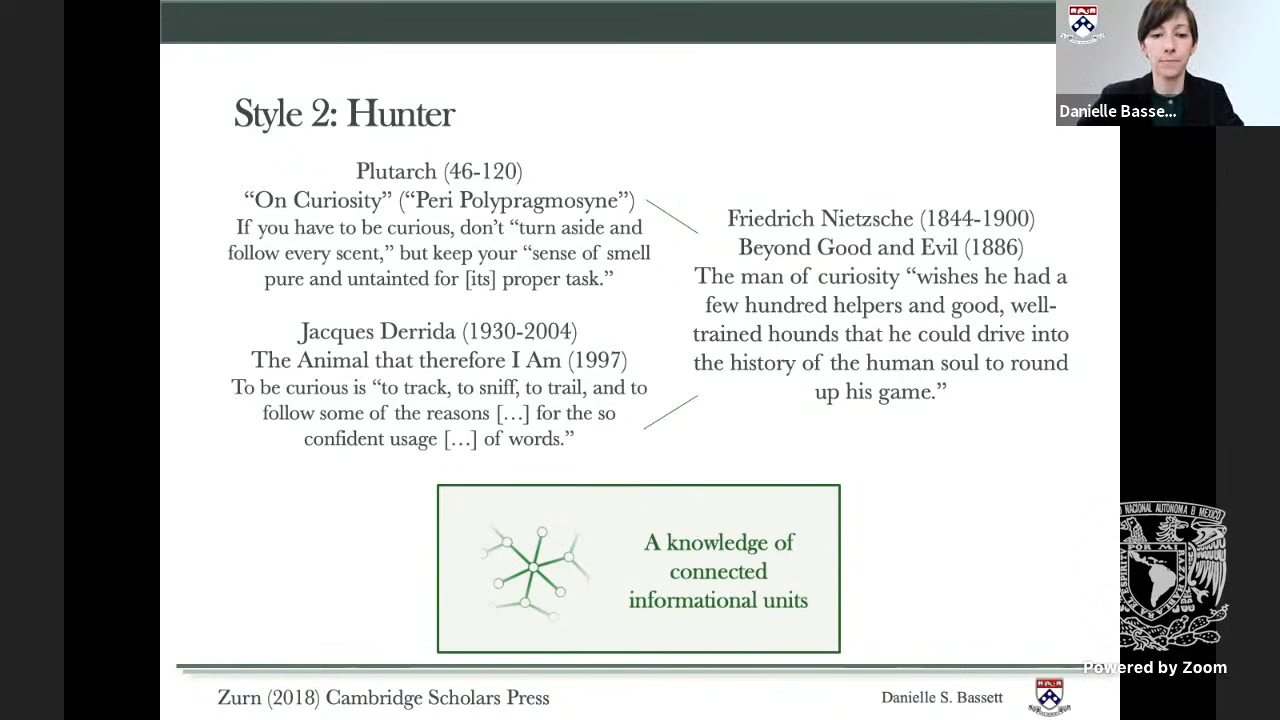 Style 2: Hunter
Plutarch (46-120)
“On Curiosity” (“Peri Polypragmosyne”)
If you have to be curious, don’t “turn aside and
follow every scent,” but keep your “sense of smell
pure and untainted for [its] proper task.”
Jacques Derrida (1930-2004)
The Animal that therefore I Am (1997)
To be curious is “to track, to sniff, to trail, and to
follow some of the reasons […] for the so
confident usage […] of words.”
Friedrich Nietzsche (1844-1900)
Beyond Good and Evil (1886)
The man of curiosity “wishes he had a
few hundred helpers and good, well-
trained hounds that he could drive into
the history of the human soul to round
up his game.”
A knowledge of
connected
informational units
Zurn (2018) Cambridge Scholars Press
Danielle S. Bassett
Danielle Basse...
NACIONAL AUTONOMA DE MEXICO
POR MI
Powered by Zoom